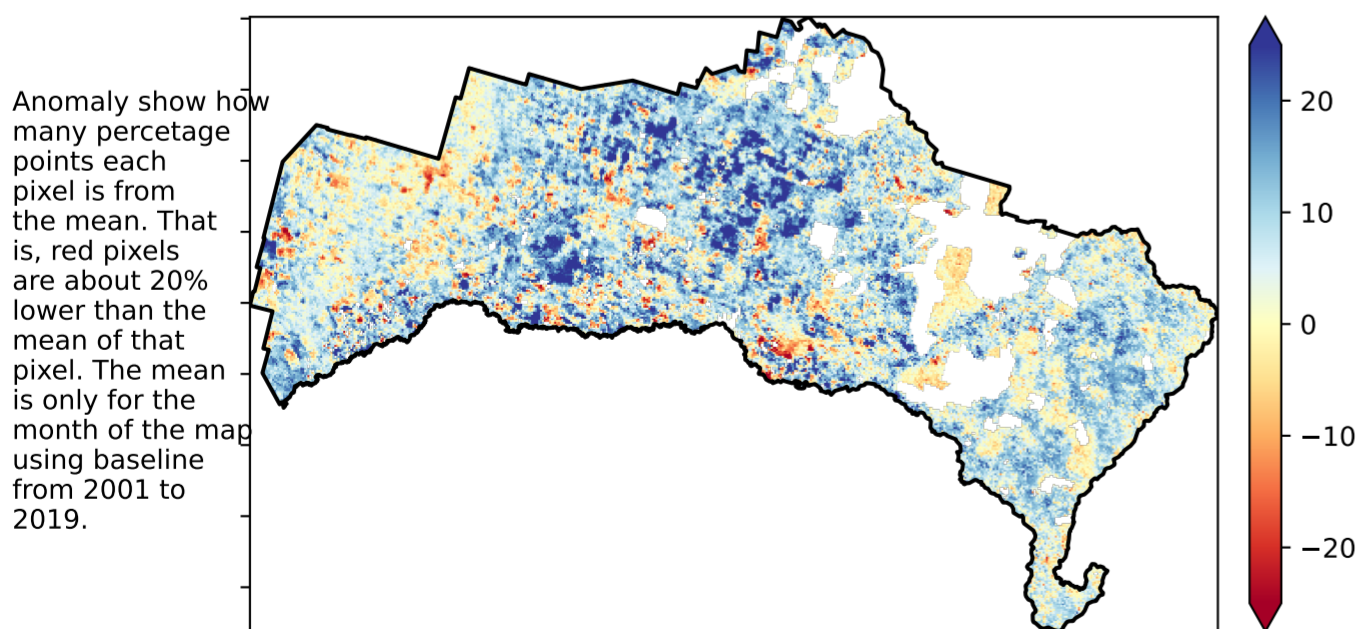 Anomaly show how
many percetage
points each
pixel is from
the mean. That
is, red pixels
are about 20%
lower than the
mean of that
pixel. The mean
is only for the
month of the map
using baseline
from 2001 to
2019.
20
10
0
−10
−20